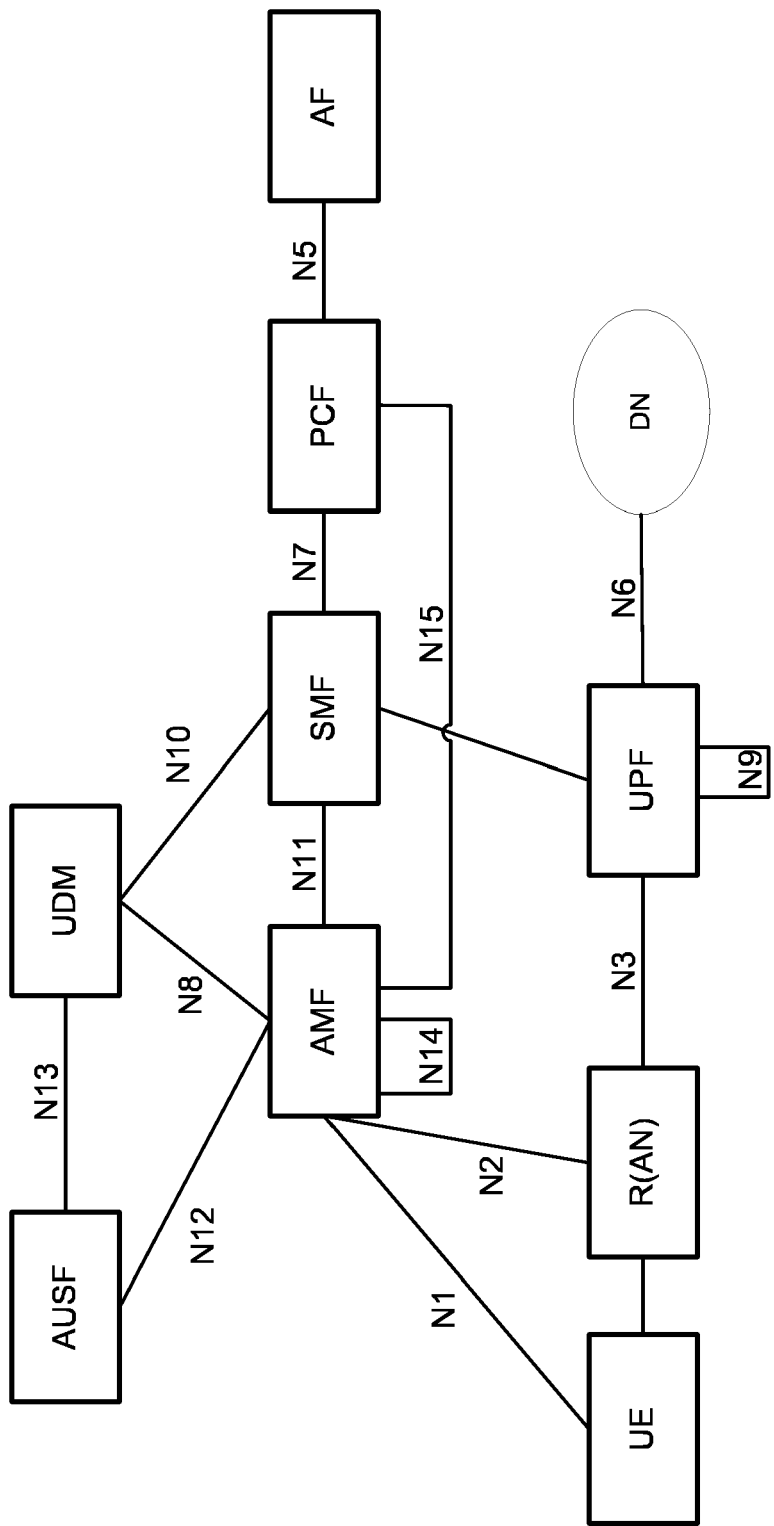 AUSF
N13
UDM
N12
N8
N10
AMF
N11
SMF
N7
PCF
N5
AF
N14
N15
N1
N2
UE
R(AN)
N3
UPF
N9
N6
DN